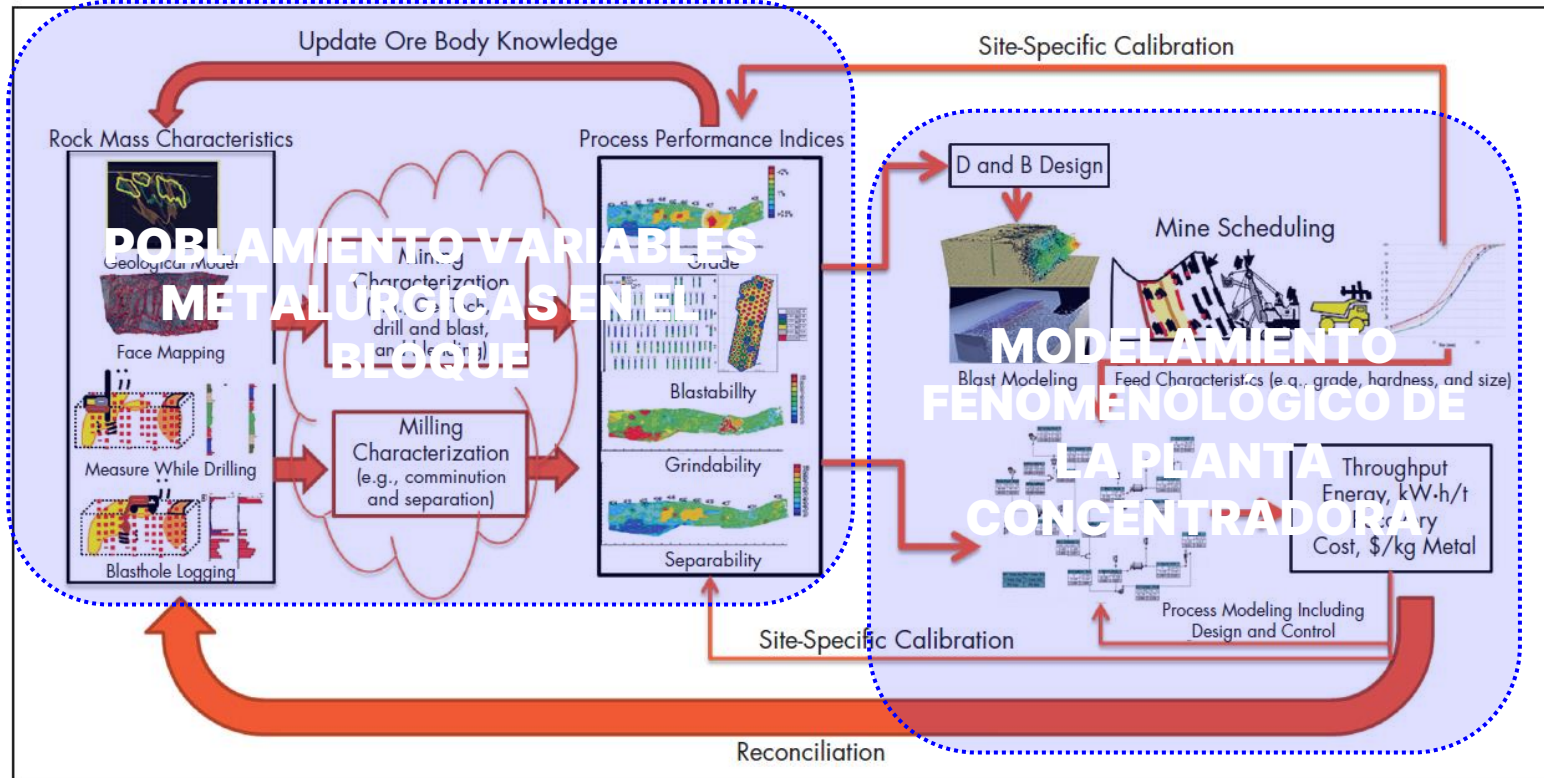 Update Ore Body Knowledge
Site-Specific Calibration
Rock Mass Characteristics
Process Performance Indices
D and B Design
Mine Scheduling
POBLAMIENTO VARIABLES
METALÚRGICAS EN EL
BLOQUE
Geological Model
Face Mapping
Measure While Drilling
Blasthole Logging
Mining
Characterization
drill and blast,
and blending)
Milling
Characterization
(e.g., comminution
and separation)
Grade
Blastability
Grindability
Separability
MODELAMIENTO
FENOMENOLÓGICO DE
LA PLANTA
CONCENTRADORA
Blast Modeling
Feed Characteristics (e.g., grade, hardness, and size)
Throughput
Energy, kW·h/t
Recovery
Cost, $/kg Metal
Process Modeling Including
Design and Control
Site-Specific Calibration
Reconciliation